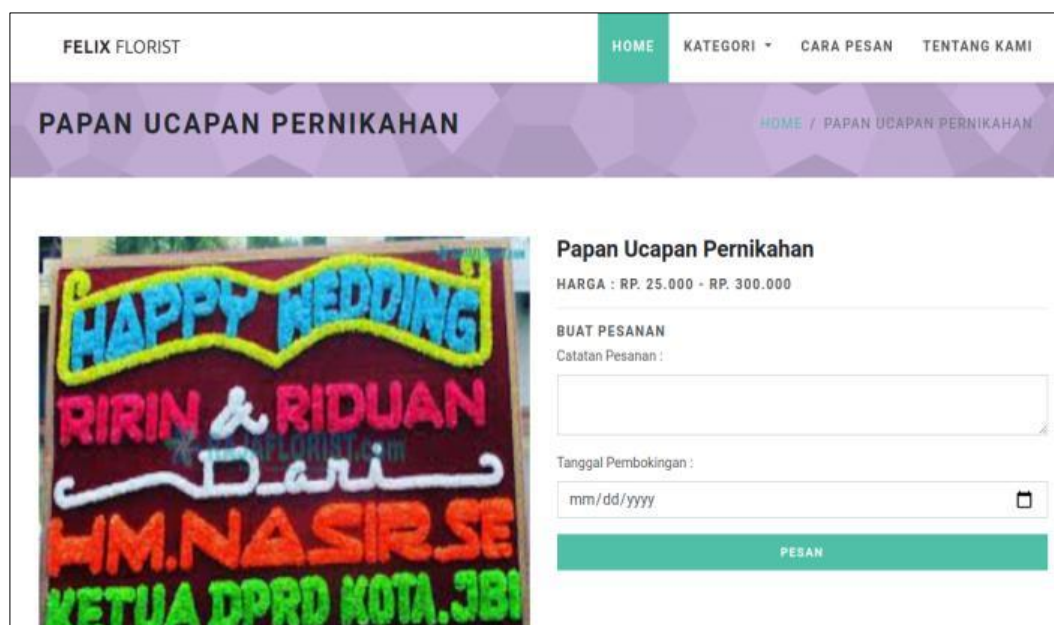 FELIX FLORIST
HOME
KATEGORI
CARA PESAN
TENTANG KAMI
PAPAN UCAPAN PERNIKAHAN
HOME / PAPAN UCAPAN PERNIKAHAN
HAPPY WEDDING
RIRIN & RIDUAN
RAJAFLORIST.com
Dari
HM.NASIR.SE
KETUA DPRD KOTA.JBI
Papan Ucapan Pernikahan
HARGA : RP. 25.000 - RP. 300.000
BUAT PESANAN
Catatan Pesanan :
Tanggal Pembokingan :
mm/dd/yyyy
PESAN